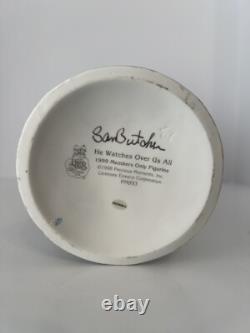 Sam Butcher
He Watches Over Us All
1999 Members Only Figurine
©1998 Precious Moments, Inc.
Licensee Enesco Corporation
PM993
ebay